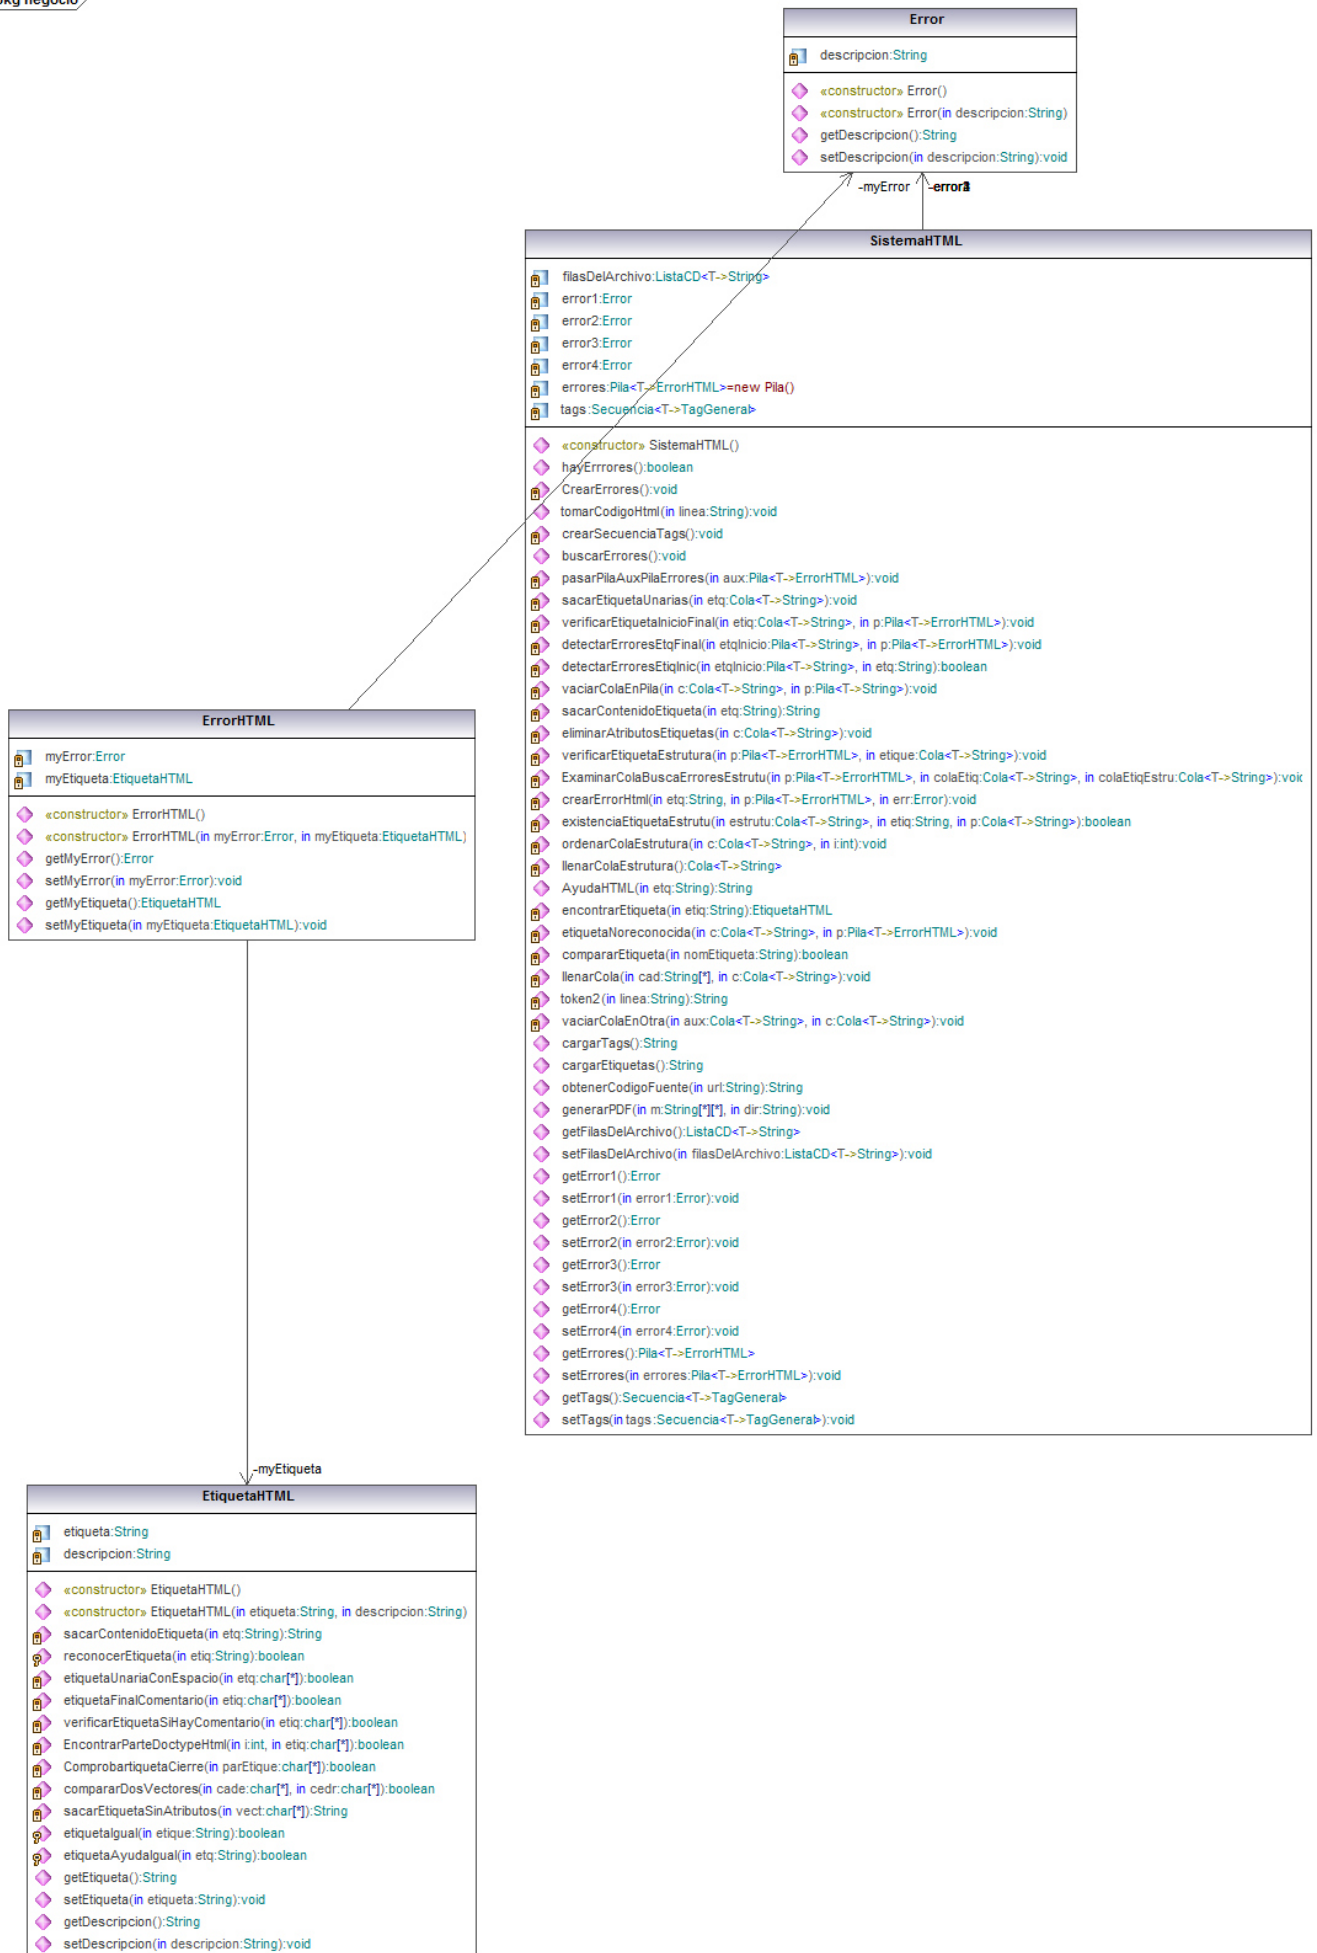 pkg negocio
Error
descripcion:String
«constructor» Error()
«constructor» Error(in descripcion:String)
getDescripcion():String
setDescripcion(in descripcion:String):void
-myError
SistemaHTML
filasDelArchivo:ListaCD<T->String>
error1:Error
error2:Error
error3:Error
error4:Error
errores:Pila<T->ErrorHTML>=new Pila()
tags:Secuencia<T->TagGeneral>
«constructor» SistemaHTML()
hayErrrores():boolean
CrearErrores():void
tomarCodigoHtml(in linea:String):void
crearSecuenciaTags():void
buscarErrores():void
pasarPilaAuxPilaErrores(in aux:Pila<T->ErrorHTML>):void
sacarEtiquetaUnarias(in etq:Cola<T->String>):void
verificarEtiquetaInicioFinal(in etiq:Cola<T->String>, in p:Pila<T->ErrorHTML>):void
detectarErroresEtqFinal(in etqInicio:Pila<T->String>, in p:Pila<T->ErrorHTML>):void
detectarErroresEtiqInic(in etqInicio:Pila<T->String>, in etq:String):boolean
vaciarColaEnPila(in c:Cola<T->String>, in p:Pila<T->String>):void
sacarContenidoEtiqueta(in etq:String):String
eliminarAtributosEtiquetas(in c:Cola<T->String>):void
verificarEtiquetaEstrutura(in p:Pila<T->ErrorHTML>, in etique:Cola<T->String>):void
ExaminarColaBuscaErroresEstrutu(in p:Pila<T->ErrorHTML>, in colaEtiq:Cola<T->String>, in colaEtiqEstru:Cola<T->String>):voic
crearErrorHtml(in etq:String, in p:Pila<T->ErrorHTML>, in err:Error):void
existenciaEtiquetaEstrutu(in estrutu:Cola<T->String>, in etiq:String, in p:Cola<T->String>):boolean
ordenarColaEstrutura(in c:Cola<T->String>, in i:int):void
llenarColaEstrutura():Cola<T->String>
AyudaHTML(in etq:String):String
encontrarEtiqueta(in etiq:String):EtiquetaHTML
etiquetaNoreconocida(in c:Cola<T->String>, in p:Pila<T->ErrorHTML>):void
compararEtiqueta(in nomEtiqueta:String):boolean
llenarCola(in cad:String[*], in c:Cola<T->String>):void
token2(in linea:String):String
vaciarColaEnOtra(in aux:Cola<T->String>, in c:Cola<T->String>):void
cargarTags():String
cargarEtiquetas():String
obtenerCodigoFuente(in url:String):String
generarPDF(in m:String[*][*], in dir:String):void
getFilasDelArchivo():ListaCD<T->String>
setFilasDelArchivo(in filasDelArchivo:ListaCD<T->String>):void
getError1():Error
setError1(in error1:Error):void
getError2():Error
setError2(in error2:Error):void
getError3():Error
setError3(in error3:Error):void
getError4():Error
setError4(in error4:Error):void
getErrores():Pila<T->ErrorHTML>
setErrores(in errores:Pila<T->ErrorHTML>):void
getTags():Secuencia<T->TagGeneral>
setTags(in tags:Secuencia<T->TagGeneral>):void
ErrorHTML
myError:Error
myEtiqueta:EtiquetaHTML
«constructor» ErrorHTML()
«constructor» ErrorHTML(in myError:Error, in myEtiqueta:EtiquetaHTML)
getMyError():Error
setMyError(in myError:Error):void
getMyEtiqueta():EtiquetaHTML
setMyEtiqueta(in myEtiqueta:EtiquetaHTML):void
-myEtiqueta
EtiquetaHTML
etiqueta:String
descripcion:String
«constructor» EtiquetaHTML()
«constructor» EtiquetaHTML(in etiqueta:String, in descripcion:String)
sacarContenidoEtiqueta(in etq:String):String
reconocerEtiqueta(in etiq:String):boolean
etiquetaUnariaConEspacio(in etq:char[*]):boolean
etiquetaFinalComentario(in etiq:char[*]):boolean
verificarEtiquetaSiHayComentario(in etiq:char[*]):boolean
EncontrarParteDoctypeHtml(in i:int, in etiq:char[*]):boolean
ComprobartiquetaCierre(in parEtique:char[*]):boolean
compararDosVectores(in cade:char[*], in cedr:char[*]):boolean
sacarEtiquetaSinAtributos(in vect:char[*]):String
etiquetaIgual(in etique:String):boolean
etiquetaAyudaIgual(in etq:String):boolean
getEtiqueta():String
setEtiqueta(in etiqueta:String):void
getDescripcion():String
setDescripcion(in descripcion:String):void